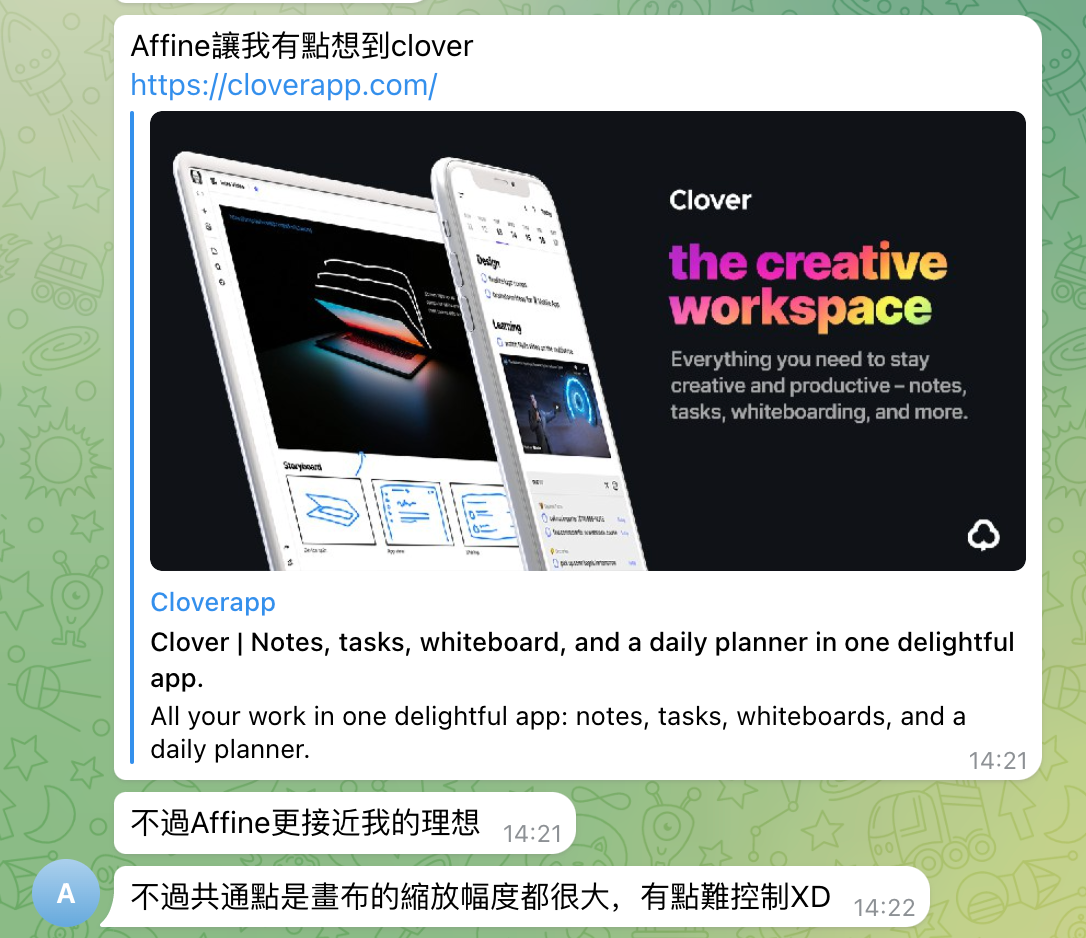 Affine讓我有點想到clover
https://cloverapp.com/
Clover
the creative
workspace
Everything you need to stay
creative and productive – notes,
tasks, whiteboarding, and more.
Design
Learning
Storyboard
Cloverapp
Clover | Notes, tasks, whiteboard, and a daily planner in one delightful
app.
All your work in one delightful app: notes, tasks, whiteboards, and a
daily planner.
14:21
不過Affine更接近我的理想 14:21
A
不過共通點是畫布的縮放幅度都很大，有點難控制XD 14:22